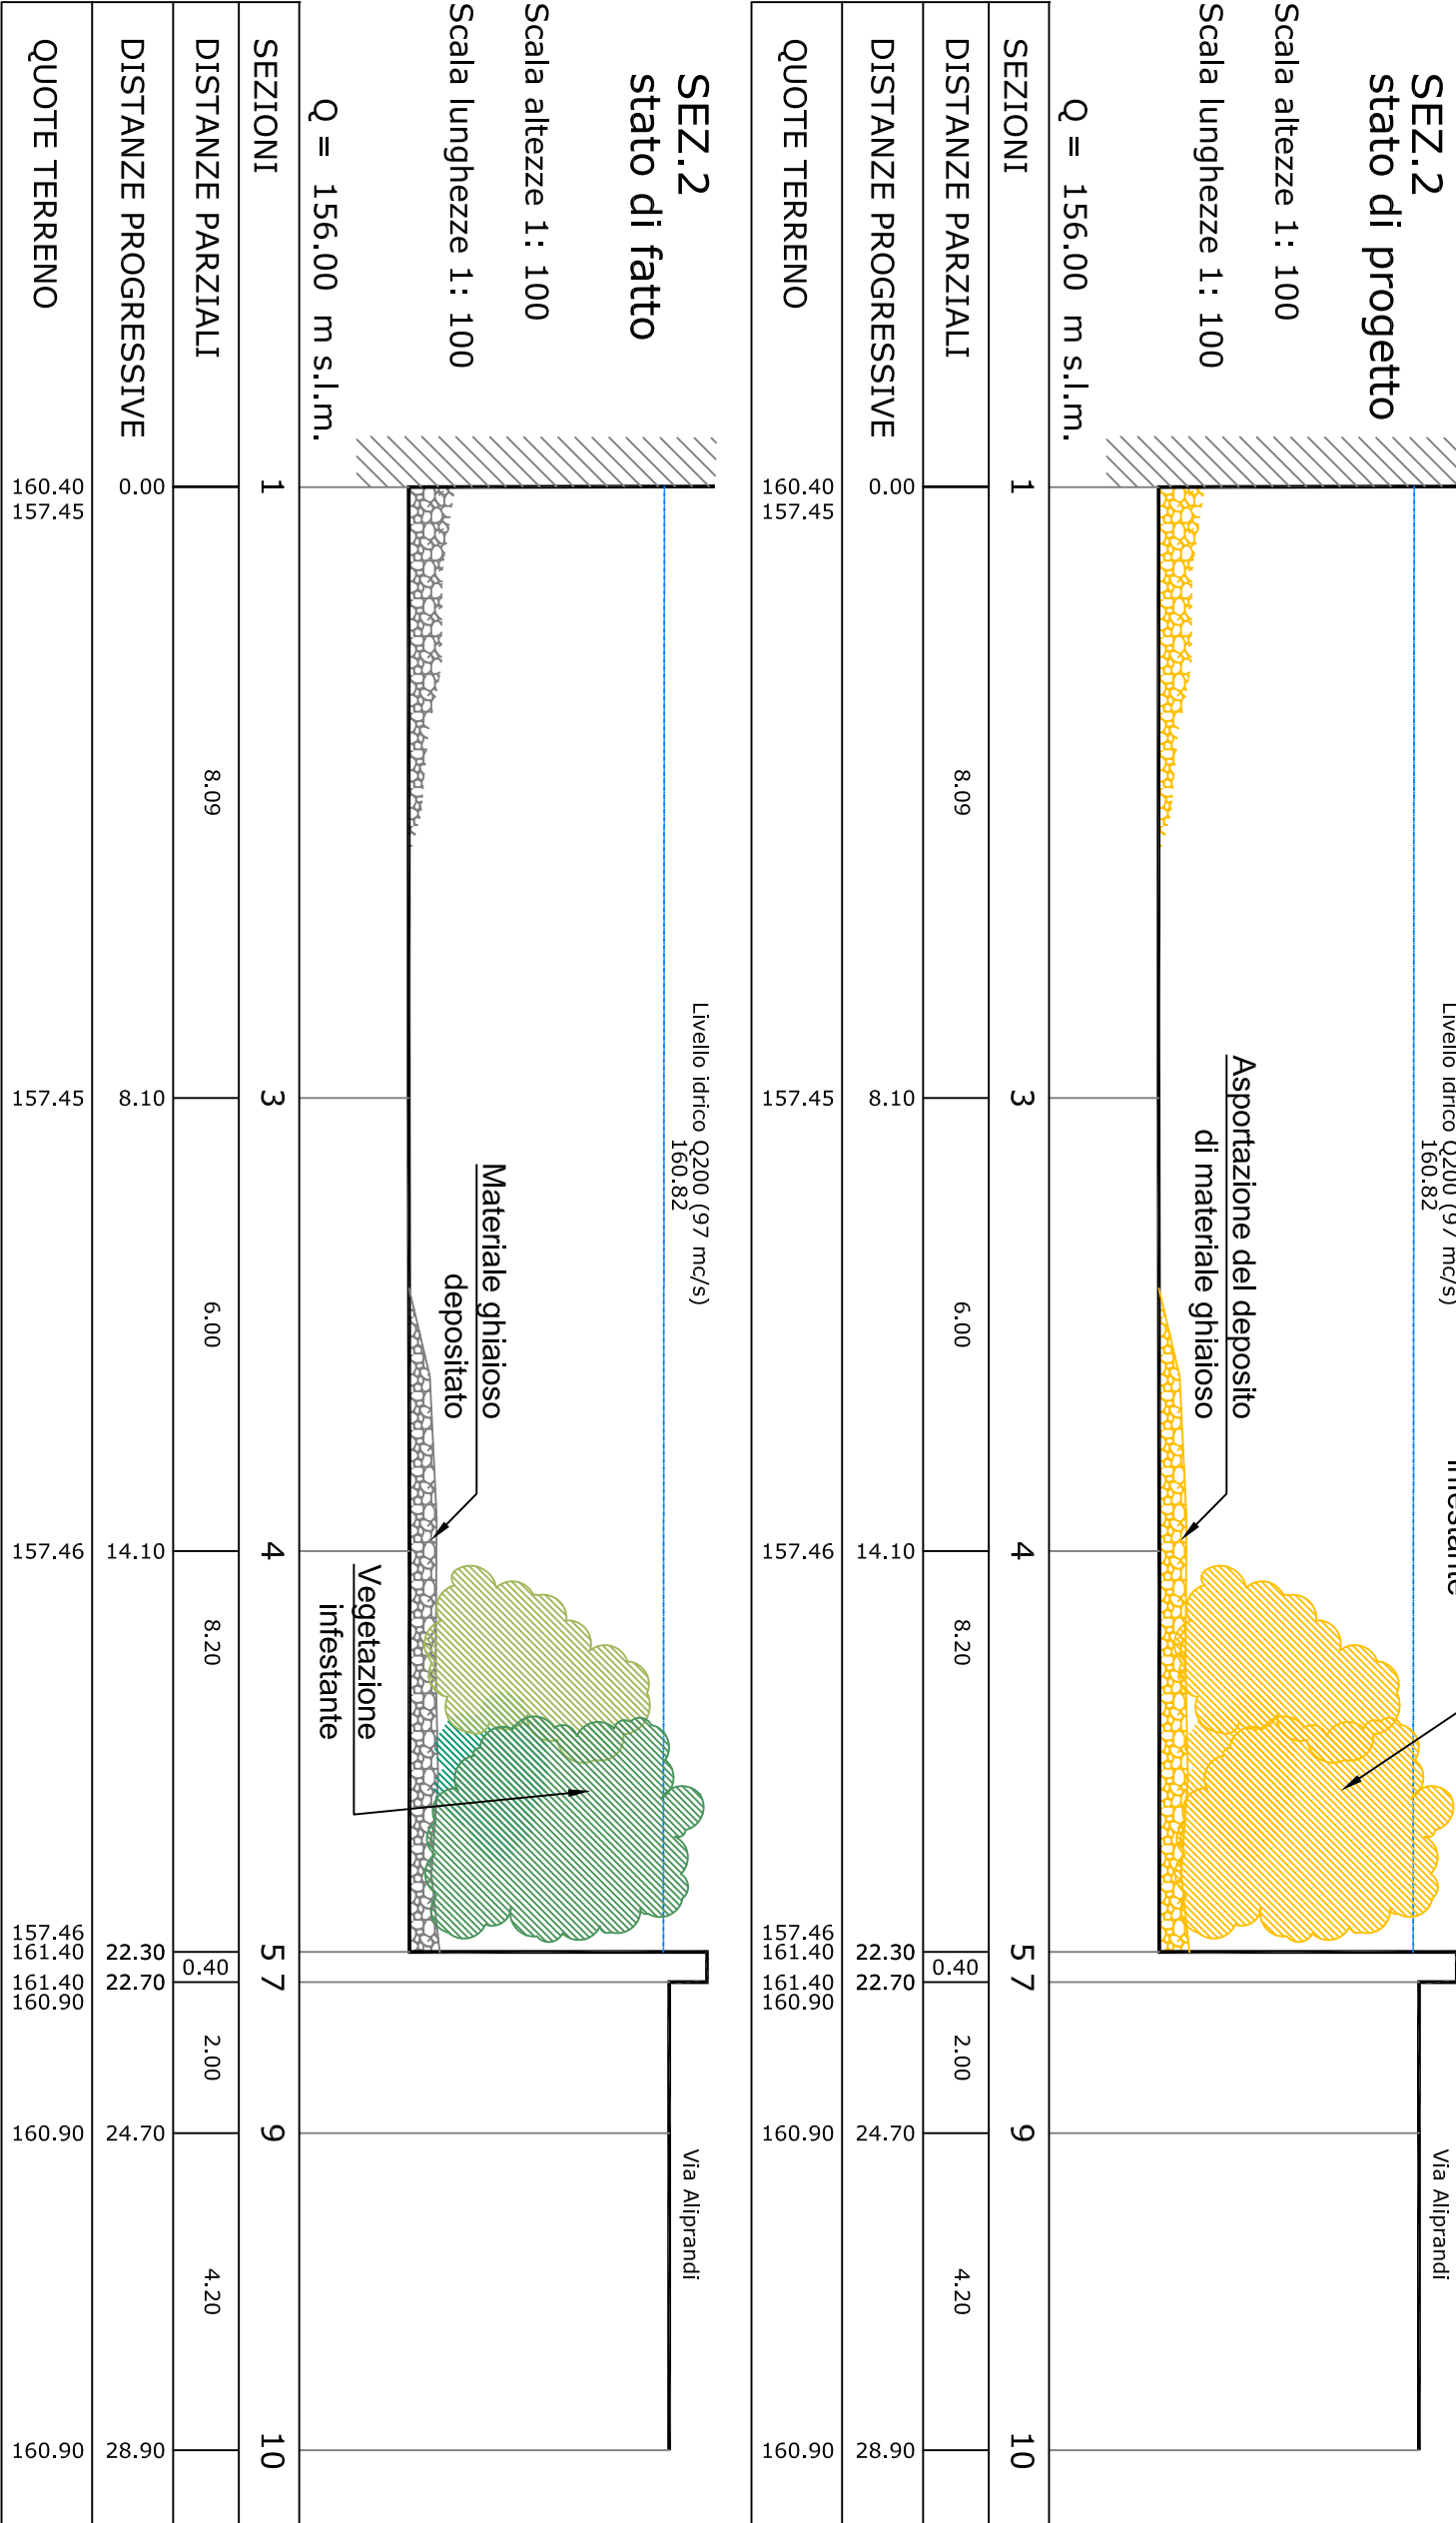 SEZ.2
stato di progetto
Scala altezze 1: 100
Scala lunghezze 1: 100
Livello idrico Q200 (97 mc/s)
160.82
infestante
Asportazione del deposito
di materiale ghiaioso
Via Aliprandi
Q = 156.00 m s.l.m.
SEZIONI 1 3 4 5 7 9 10
DISTANZE PARZIALI 8.09 6.00 8.20 0.40 2.00 4.20
DISTANZE PROGRESSIVE 0.00 8.10 14.10 22.30 22.70 24.70 28.90
QUOTE TERRENO 160.40 157.45 157.45 157.46 157.46 161.40 161.40 160.90 160.90 160.90
SEZ.2
stato di fatto
Scala altezze 1: 100
Scala lunghezze 1: 100
Livello idrico Q200 (97 mc/s)
160.82
Materiale ghiaioso
depositato
Vegetazione
infestante
Via Aliprandi
Q = 156.00 m s.l.m.
SEZIONI 1 3 4 5 7 9 10
DISTANZE PARZIALI 8.09 6.00 8.20 0.40 2.00 4.20
DISTANZE PROGRESSIVE 0.00 8.10 14.10 22.30 22.70 24.70 28.90
QUOTE TERRENO 160.40 157.45 157.45 157.46 157.46 161.40 161.40 160.90 160.90 160.90